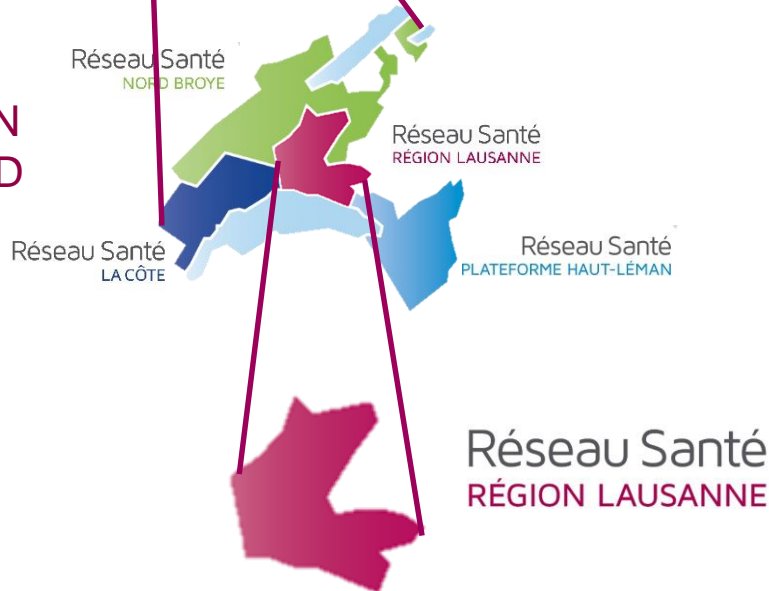 Réseau Santé
NORD BROYE
N
D
Réseau Santé
RÉGION LAUSANNE
Réseau Santé
LA CÔTE
Réseau Santé
PLATEFORME HAUT-LÉMAN
Réseau Santé
RÉGION LAUSANNE